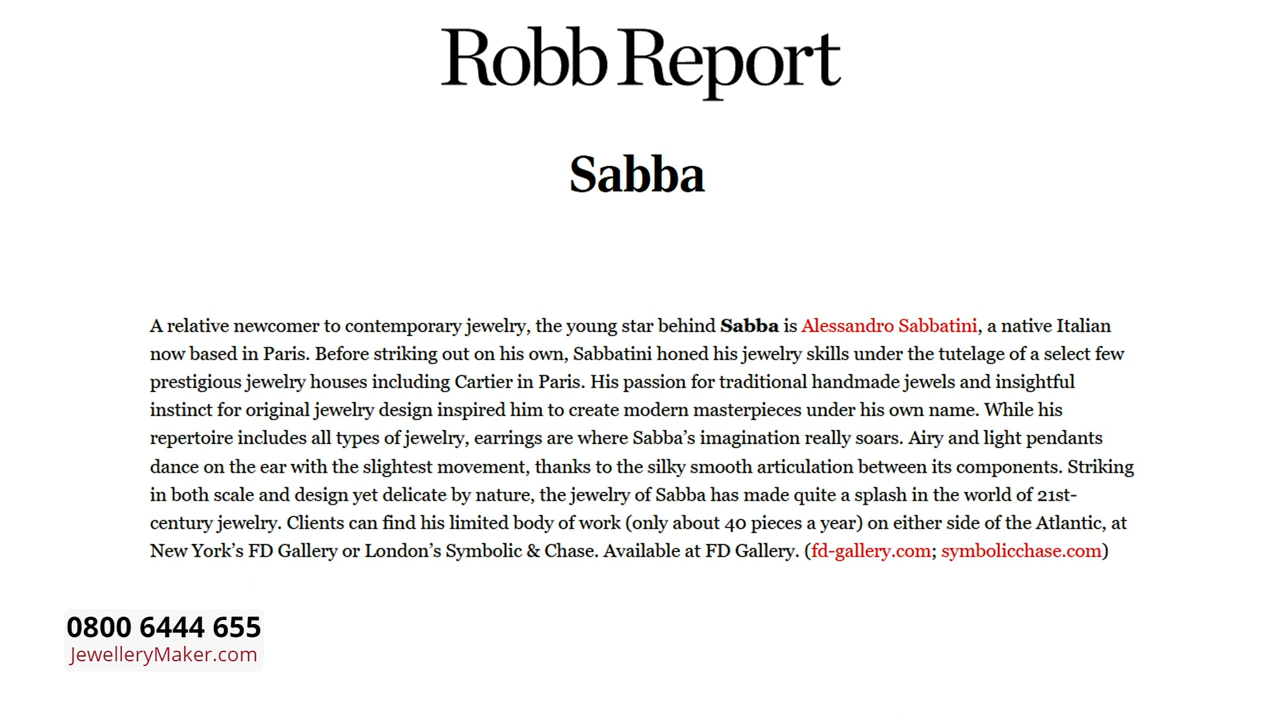 Robb Report
Sabba
A relative newcomer to contemporary jewelry, the young star behind Sabba is Alessandro Sabbatini, a native Italian
now based in Paris. Before striking out on his own, Sabbatini honed his jewelry skills under the tutelage of a select few
prestigious jewelry houses including Cartier in Paris. His passion for traditional handmade jewels and insightful
instinct for original jewelry design inspired him to create modern masterpieces under his own name. While his
repertoire includes all types of jewelry, earrings are where Sabba's imagination really soars. Airy and light pendants
dance on the ear with the slightest movement, thanks to the silky smooth articulation between its components. Striking
in both scale and design yet delicate by nature, the jewelry of Sabba has made quite a splash in the world of 21st-
century jewelry. Clients can find his limited body of work (only about 40 pieces a year) on either side of the Atlantic, at
New York's FD Gallery or London's Symbolic & Chase. Available at FD Gallery. (fd-gallery.com; symbolicchase.com)
0800 6444 655
JewelleryMaker.com